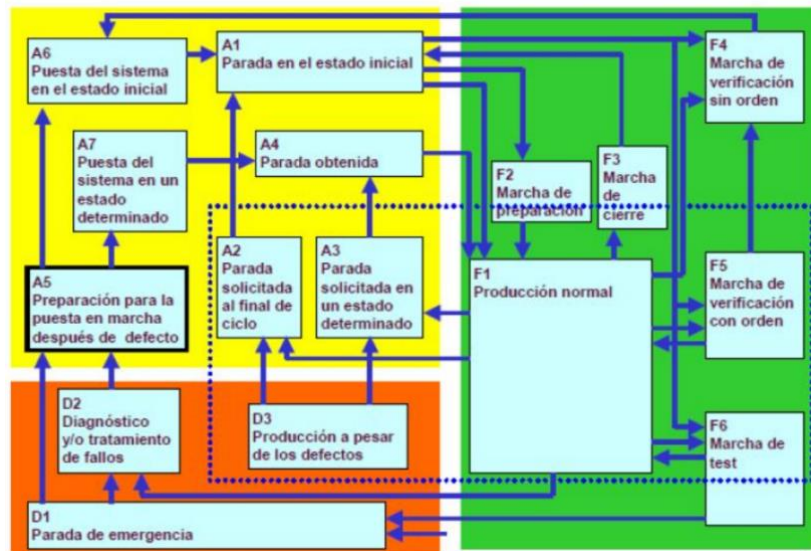 A6
Puesta del sistema
en el estado inicial
A1
Parada en el estado inicial
F4
Marcha de
verificación
sin orden
A7
Puesta del
sistema en un
estado
determinado
A4
Parada obtenida
F2
Marcha de
preparación
F3
Marcha
de
cierre
A5
Preparación para la
puesta en marcha
después de defecto
A2
Parada
solicitada
al final de
ciclo
A3
Parada
solicitada en
un estado
determinado
F1
Producción normal
F5
Marcha de
verificación
con orden
D2
Diagnóstico
y/o tratamiento
de fallos
D3
Producción a pesar
de los defectos
F6
Marcha de
test
D1
Parada de emergencia